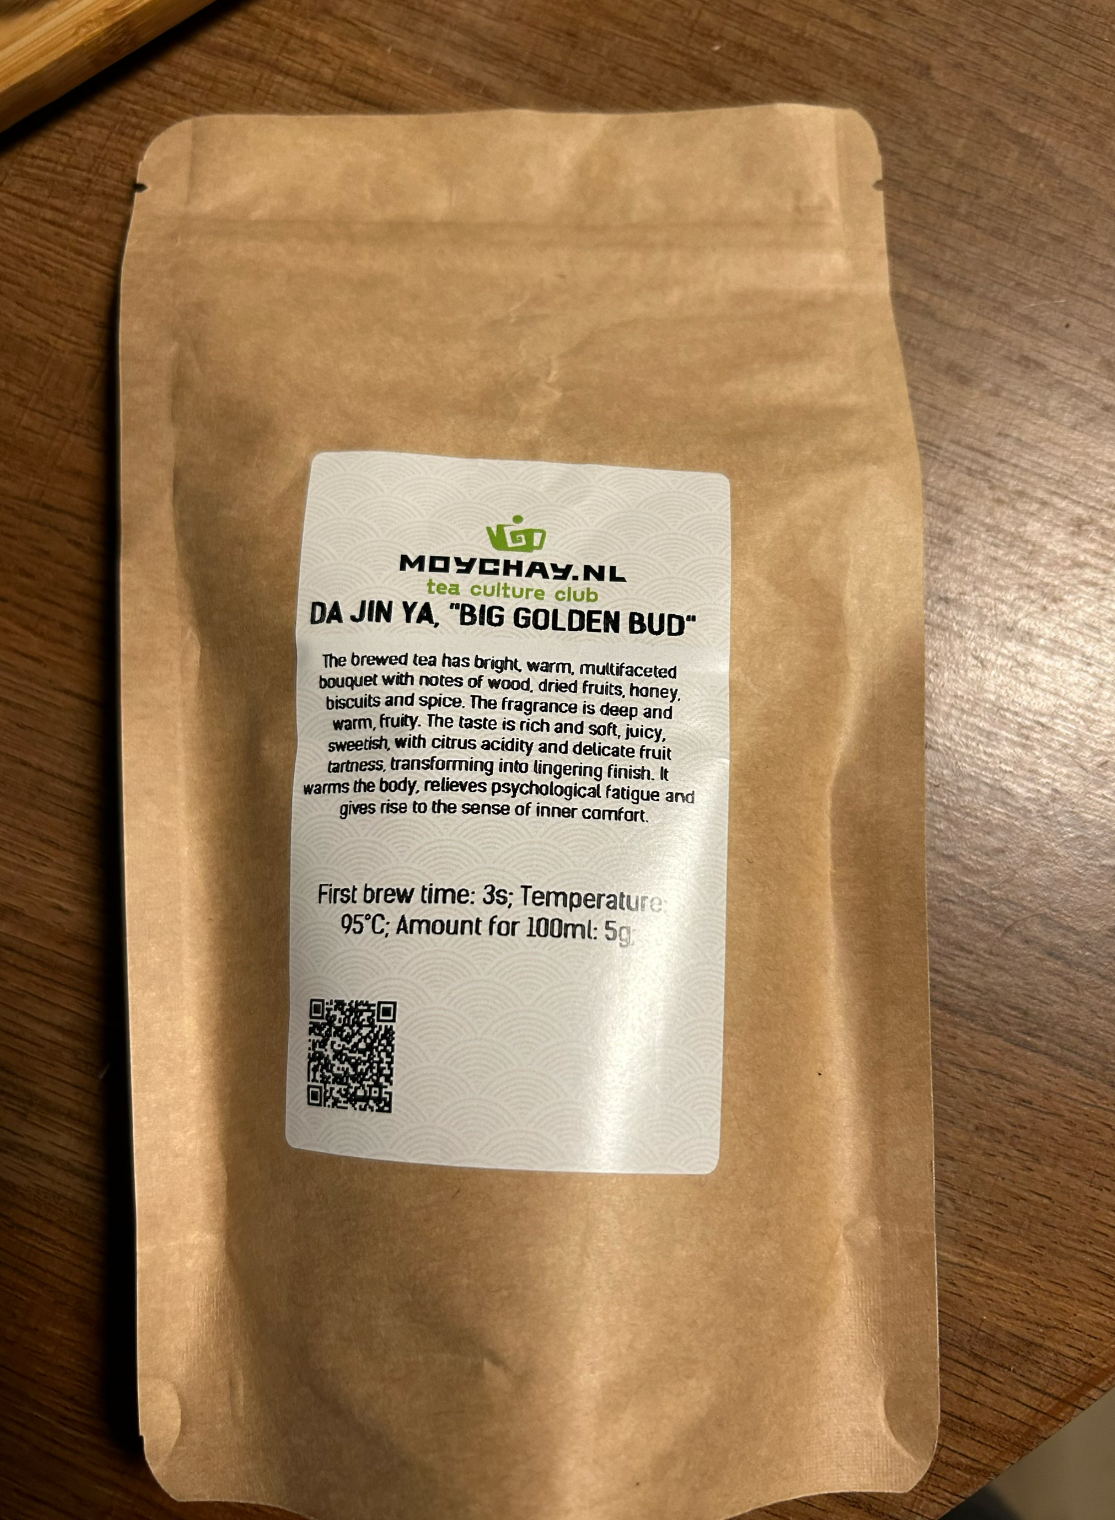 MOYCHAY.NL
tea culture club
DA JIN YA, "BIG GOLDEN BUD"
The brewed tea has bright, warm, multifaceted
bouquet with notes of wood, dried fruits, honey,
biscuits and spice. The fragrance is deep and
warm, fruity. The taste is rich and soft, juicy,
sweetish, with citrus acidity and delicate fruit
tartness, transforming into lingering finish. It
warms the body, relieves psychological fatigue and
gives rise to the sense of inner comfort.
First brew time: 3s; Temperature:
95°C; Amount for 100ml: 5g;